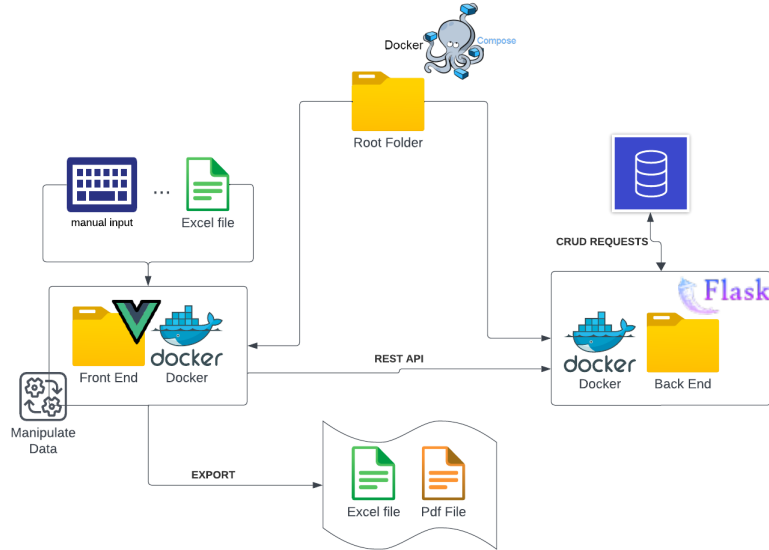 Docker
Compose
Root Folder
manual input
...
Excel file
CRUD REQUESTS
Flask
docker
Front End
Docker
REST API
docker
Docker
Back End
Manipulate
Data
EXPORT
Excel file
Pdf File